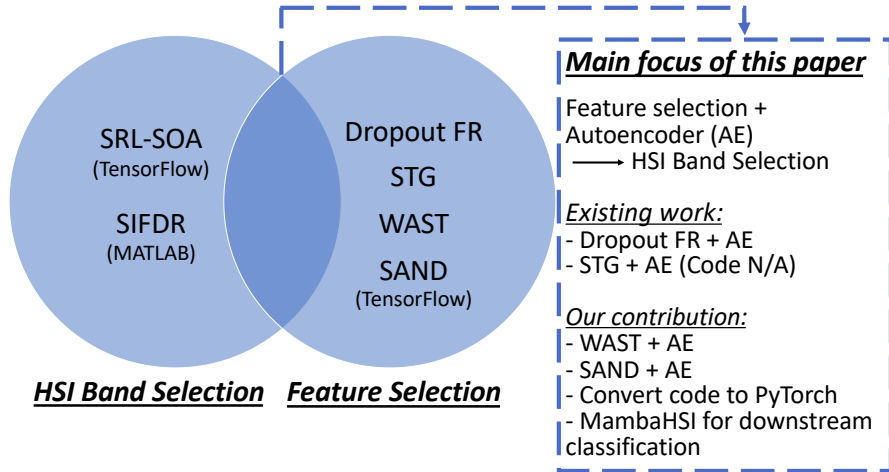 SRL-SOA
(TensorFlow)
SIFDR
(MATLAB)
HSI Band Selection
Dropout FR
STG
WAST
SAND
(TensorFlow)
Feature Selection
Main focus of this paper
Feature selection +
Autoencoder (AE)
⟶ HSI Band Selection
Existing work:
- Dropout FR + AE
- STG + AE (Code N/A)
Our contribution:
- WAST + AE
- SAND + AE
- Convert code to PyTorch
- MambaHSI for downstream
classification